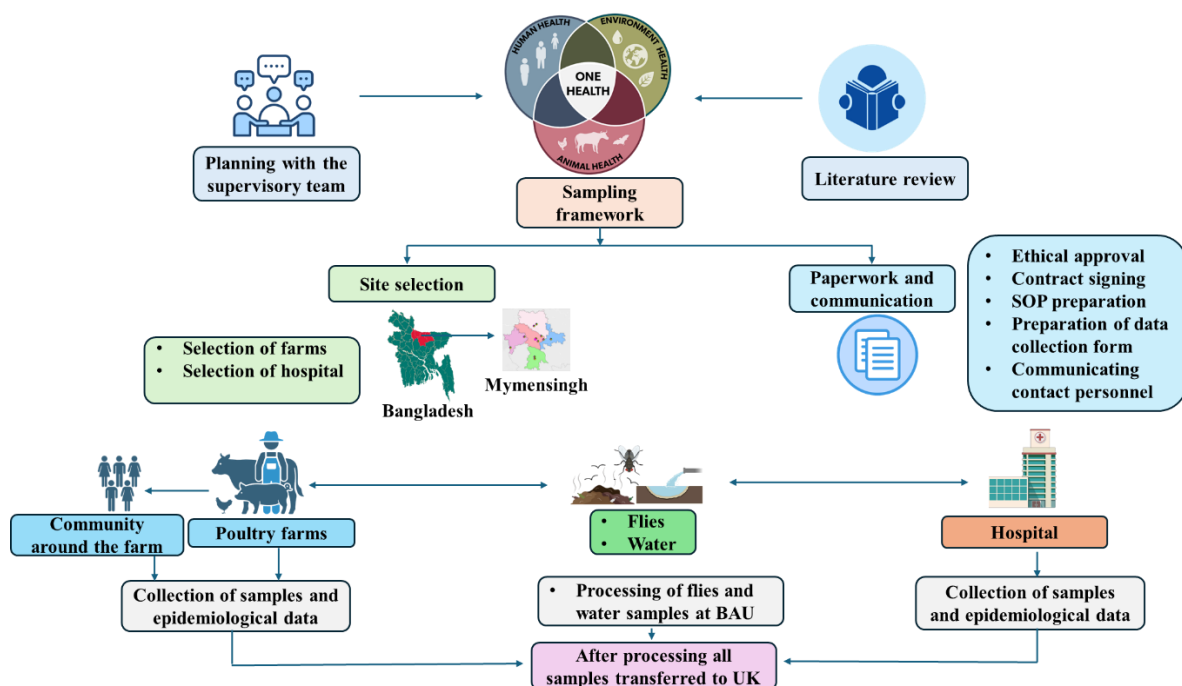 HUMAN HEALTH
ENVIRONMENT HEALTH
ONE
HEALTH
ANIMAL HEALTH
Planning with the
supervisory team
Sampling
framework
Literature review
Site selection
Paperwork and
communication
• Ethical approval
• Contract signing
• SOP preparation
• Preparation of data
collection form
• Communicating
contact personnel
• Selection of farms
• Selection of hospital
Bangladesh
Mymensingh
Community
around the farm
Poultry farms
• Flies
• Water
Hospital
Collection of samples and
epidemiological data
• Processing of flies and
water samples at BAU
Collection of samples
and epidemiological data
After processing all
samples transferred to UK